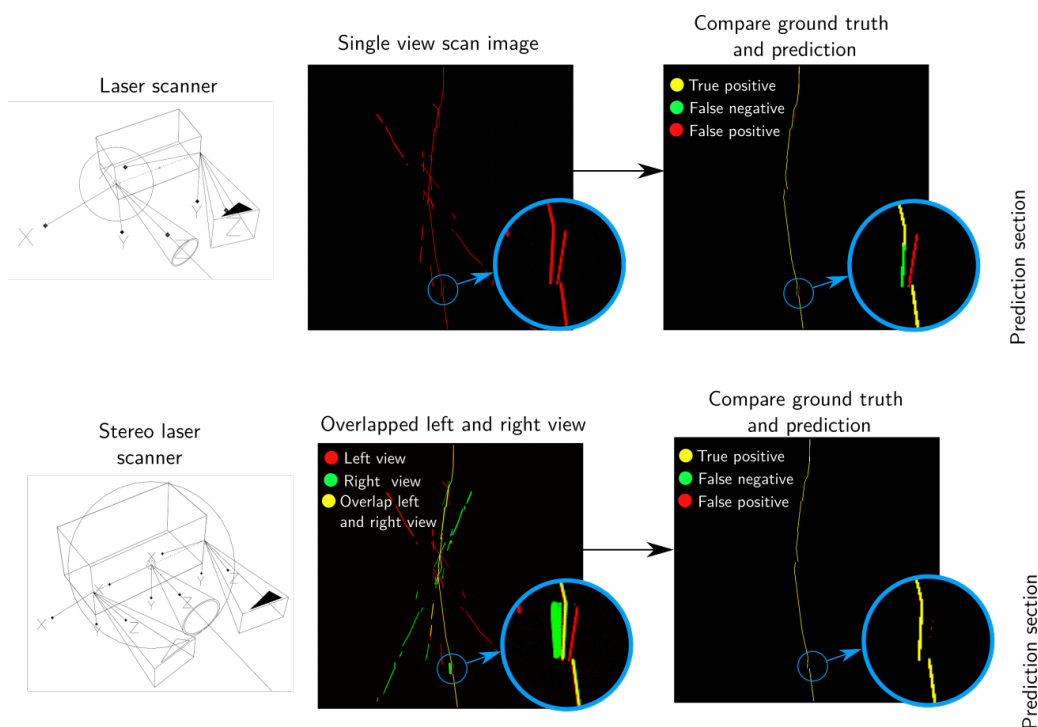 Laser scanner
Single view scan image
Compare ground truth
and prediction
True positive
False negative
False positive
X
Y
Y
Z
Prediction section
Stereo laser
scanner
Overlapped left and right view
Compare ground truth
and prediction
Left view
Right view
Overlap left
and right view
True positive
False negative
False positive
X
X
X
Y
Y
Y
Z
Z
Z
Prediction section